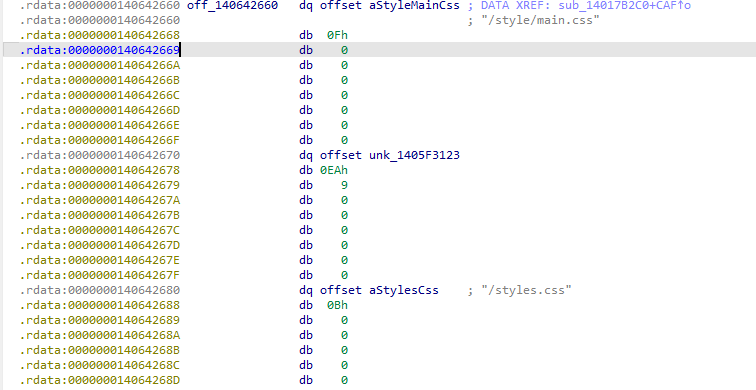 .rdata:0000000140642660 off_140642660 dq offset aStyleMainCss ; DATA XREF: sub_14017B2C0+CAF↑o
.rdata:0000000140642660 ; "/style/main.css"
.rdata:0000000140642668 db 0Fh
.rdata:0000000140642669 db 0
.rdata:000000014064266A db 0
.rdata:000000014064266B db 0
.rdata:000000014064266C db 0
.rdata:000000014064266D db 0
.rdata:000000014064266E db 0
.rdata:000000014064266F db 0
.rdata:0000000140642670 dq offset unk_1405F3123
.rdata:0000000140642678 db 0EAh
.rdata:0000000140642679 db 9
.rdata:000000014064267A db 0
.rdata:000000014064267B db 0
.rdata:000000014064267C db 0
.rdata:000000014064267D db 0
.rdata:000000014064267E db 0
.rdata:000000014064267F db 0
.rdata:0000000140642680 dq offset aStylesCss ; "/styles.css"
.rdata:0000000140642688 db 0Bh
.rdata:0000000140642689 db 0
.rdata:000000014064268A db 0
.rdata:000000014064268B db 0
.rdata:000000014064268C db 0
.rdata:000000014064268D db 0